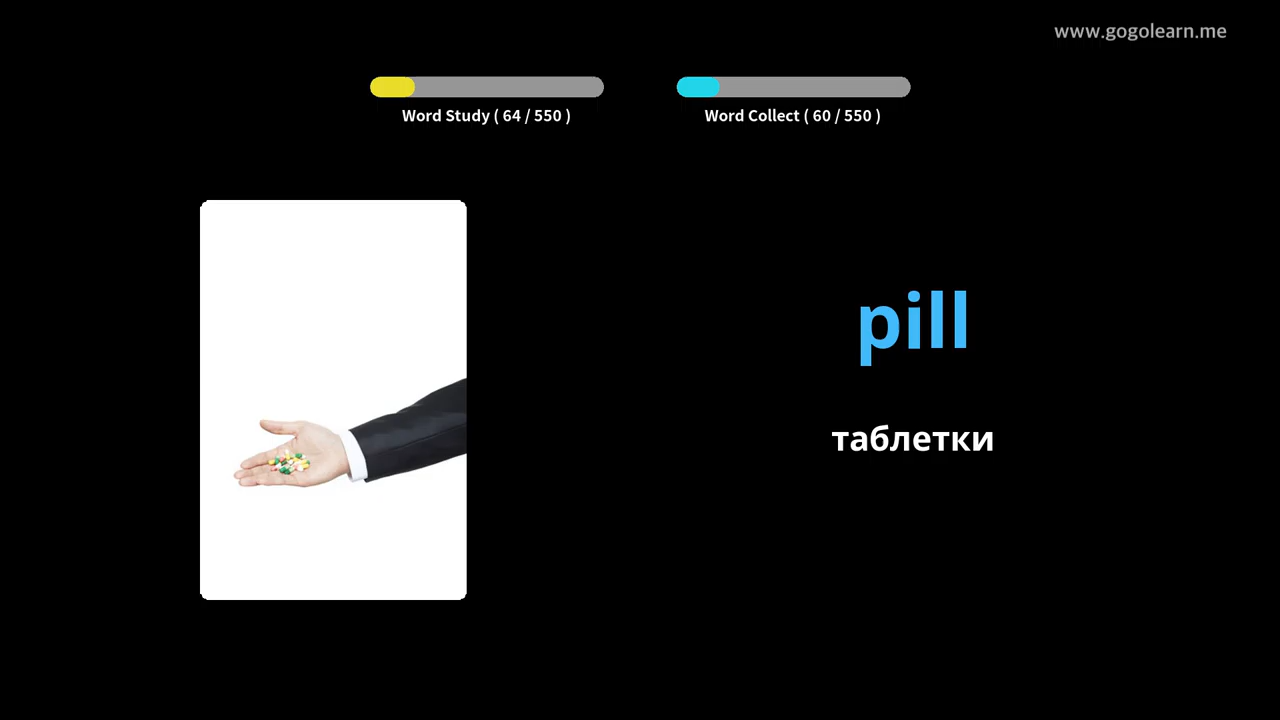 www.gogolearn.me
Word Study ( 64 / 550 )
Word Collect ( 60 / 550 )
pill
таблетки